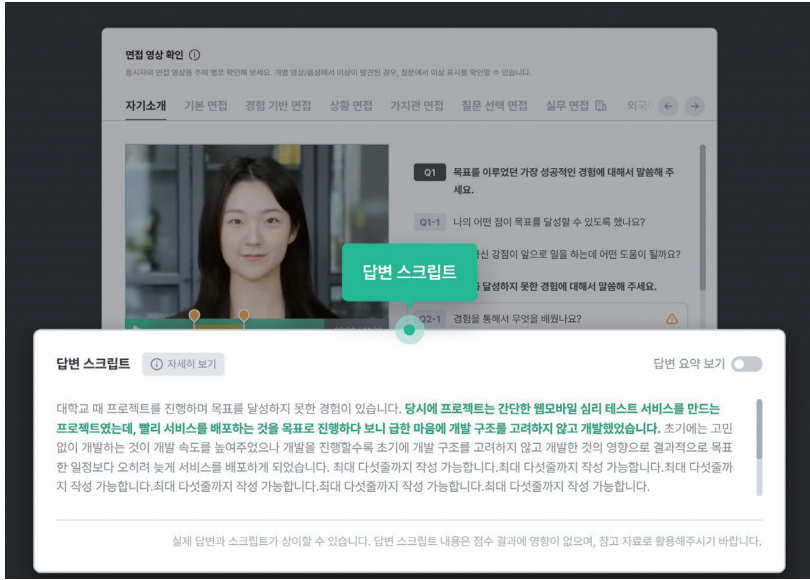 면접 영상 확인 ⓘ
응시자의 면접 영상을 주제 별로 확인해 보세요. 개별 영상/음성에서 이상이 발견된 경우, 질문에서 이상 표시를 확인할 수 있습니다.
자기소개 기본 면접 경험 기반 면접 상황 면접 가치관 면접 질문 선택 면접 실무 면접 외국어
Q1 목표를 이루었던 가장 성공적인 경험에 대해서 말씀해 주
세요.
Q1-1 나의 어떤 점이 목표를 달성할 수 있도록 했나요?
강점이 앞으로 일을 하는데 어떤 도움이 될까요?
답변 스크립트
달성하지 못한 경험에 대해서 말씀해 주세요.
Q2-1 경험을 통해서 무엇을 배웠나요?
답변 스크립트 ⓘ 자세히 보기 답변 요약 보기
대학교 때 프로젝트를 진행하며 목표를 달성하지 못한 경험이 있습니다. 당시에 프로젝트는 간단한 웹모바일 심리 테스트 서비스를 만드는
프로젝트였는데, 빨리 서비스를 배포하는 것을 목표로 진행하다 보니 급한 마음에 개발 구조를 고려하지 않고 개발했었습니다. 초기에는 고민
없이 개발하는 것이 개발 속도를 높여주었으나 개발을 진행할수록 초기에 개발 구조를 고려하지 않고 개발한 것의 영향으로 결과적으로 목표
한 일정보다 오히려 늦게 서비스를 배포하게 되었습니다. 최대 다섯줄까지 작성 가능합니다.최대 다섯줄까지 작성 가능합니다.최대 다섯줄까
지 작성 가능합니다.최대 다섯줄까지 작성 가능합니다.최대 다섯줄까지 작성 가능합니다.최대 다섯줄까지 작성 가능합니다.
실제 답변과 스크립트가 상이할 수 있습니다. 답변 스크립트 내용은 점수 결과에 영향이 없으며, 참고 자료로 활용해주시기 바랍니다.